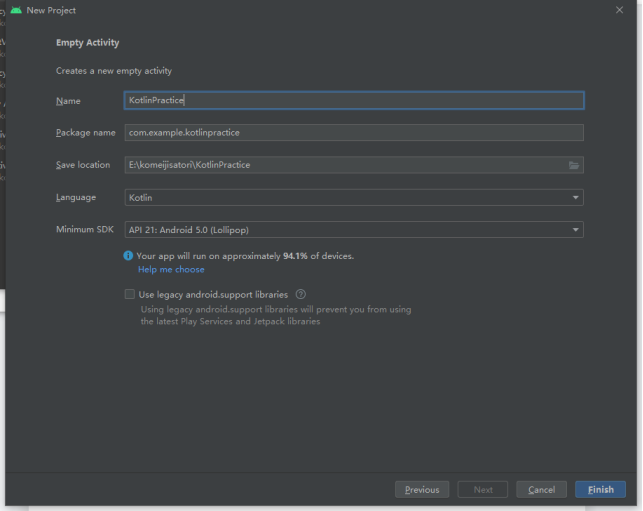 New Project
Empty Activity
Creates a new empty activity
Name KotlinPractice
Package name com.example.kotlinpractice
Save location E:\komeijisatori\KotlinPractice
Language Kotlin
Minimum SDK API 21: Android 5.0 (Lollipop)
Your app will run on approximately 94.1% of devices.
Help me choose
Use legacy android.support libraries ?
Using legacy android.support libraries will prevent you from using
the latest Play Services and Jetpack libraries
Previous Next Cancel Finish